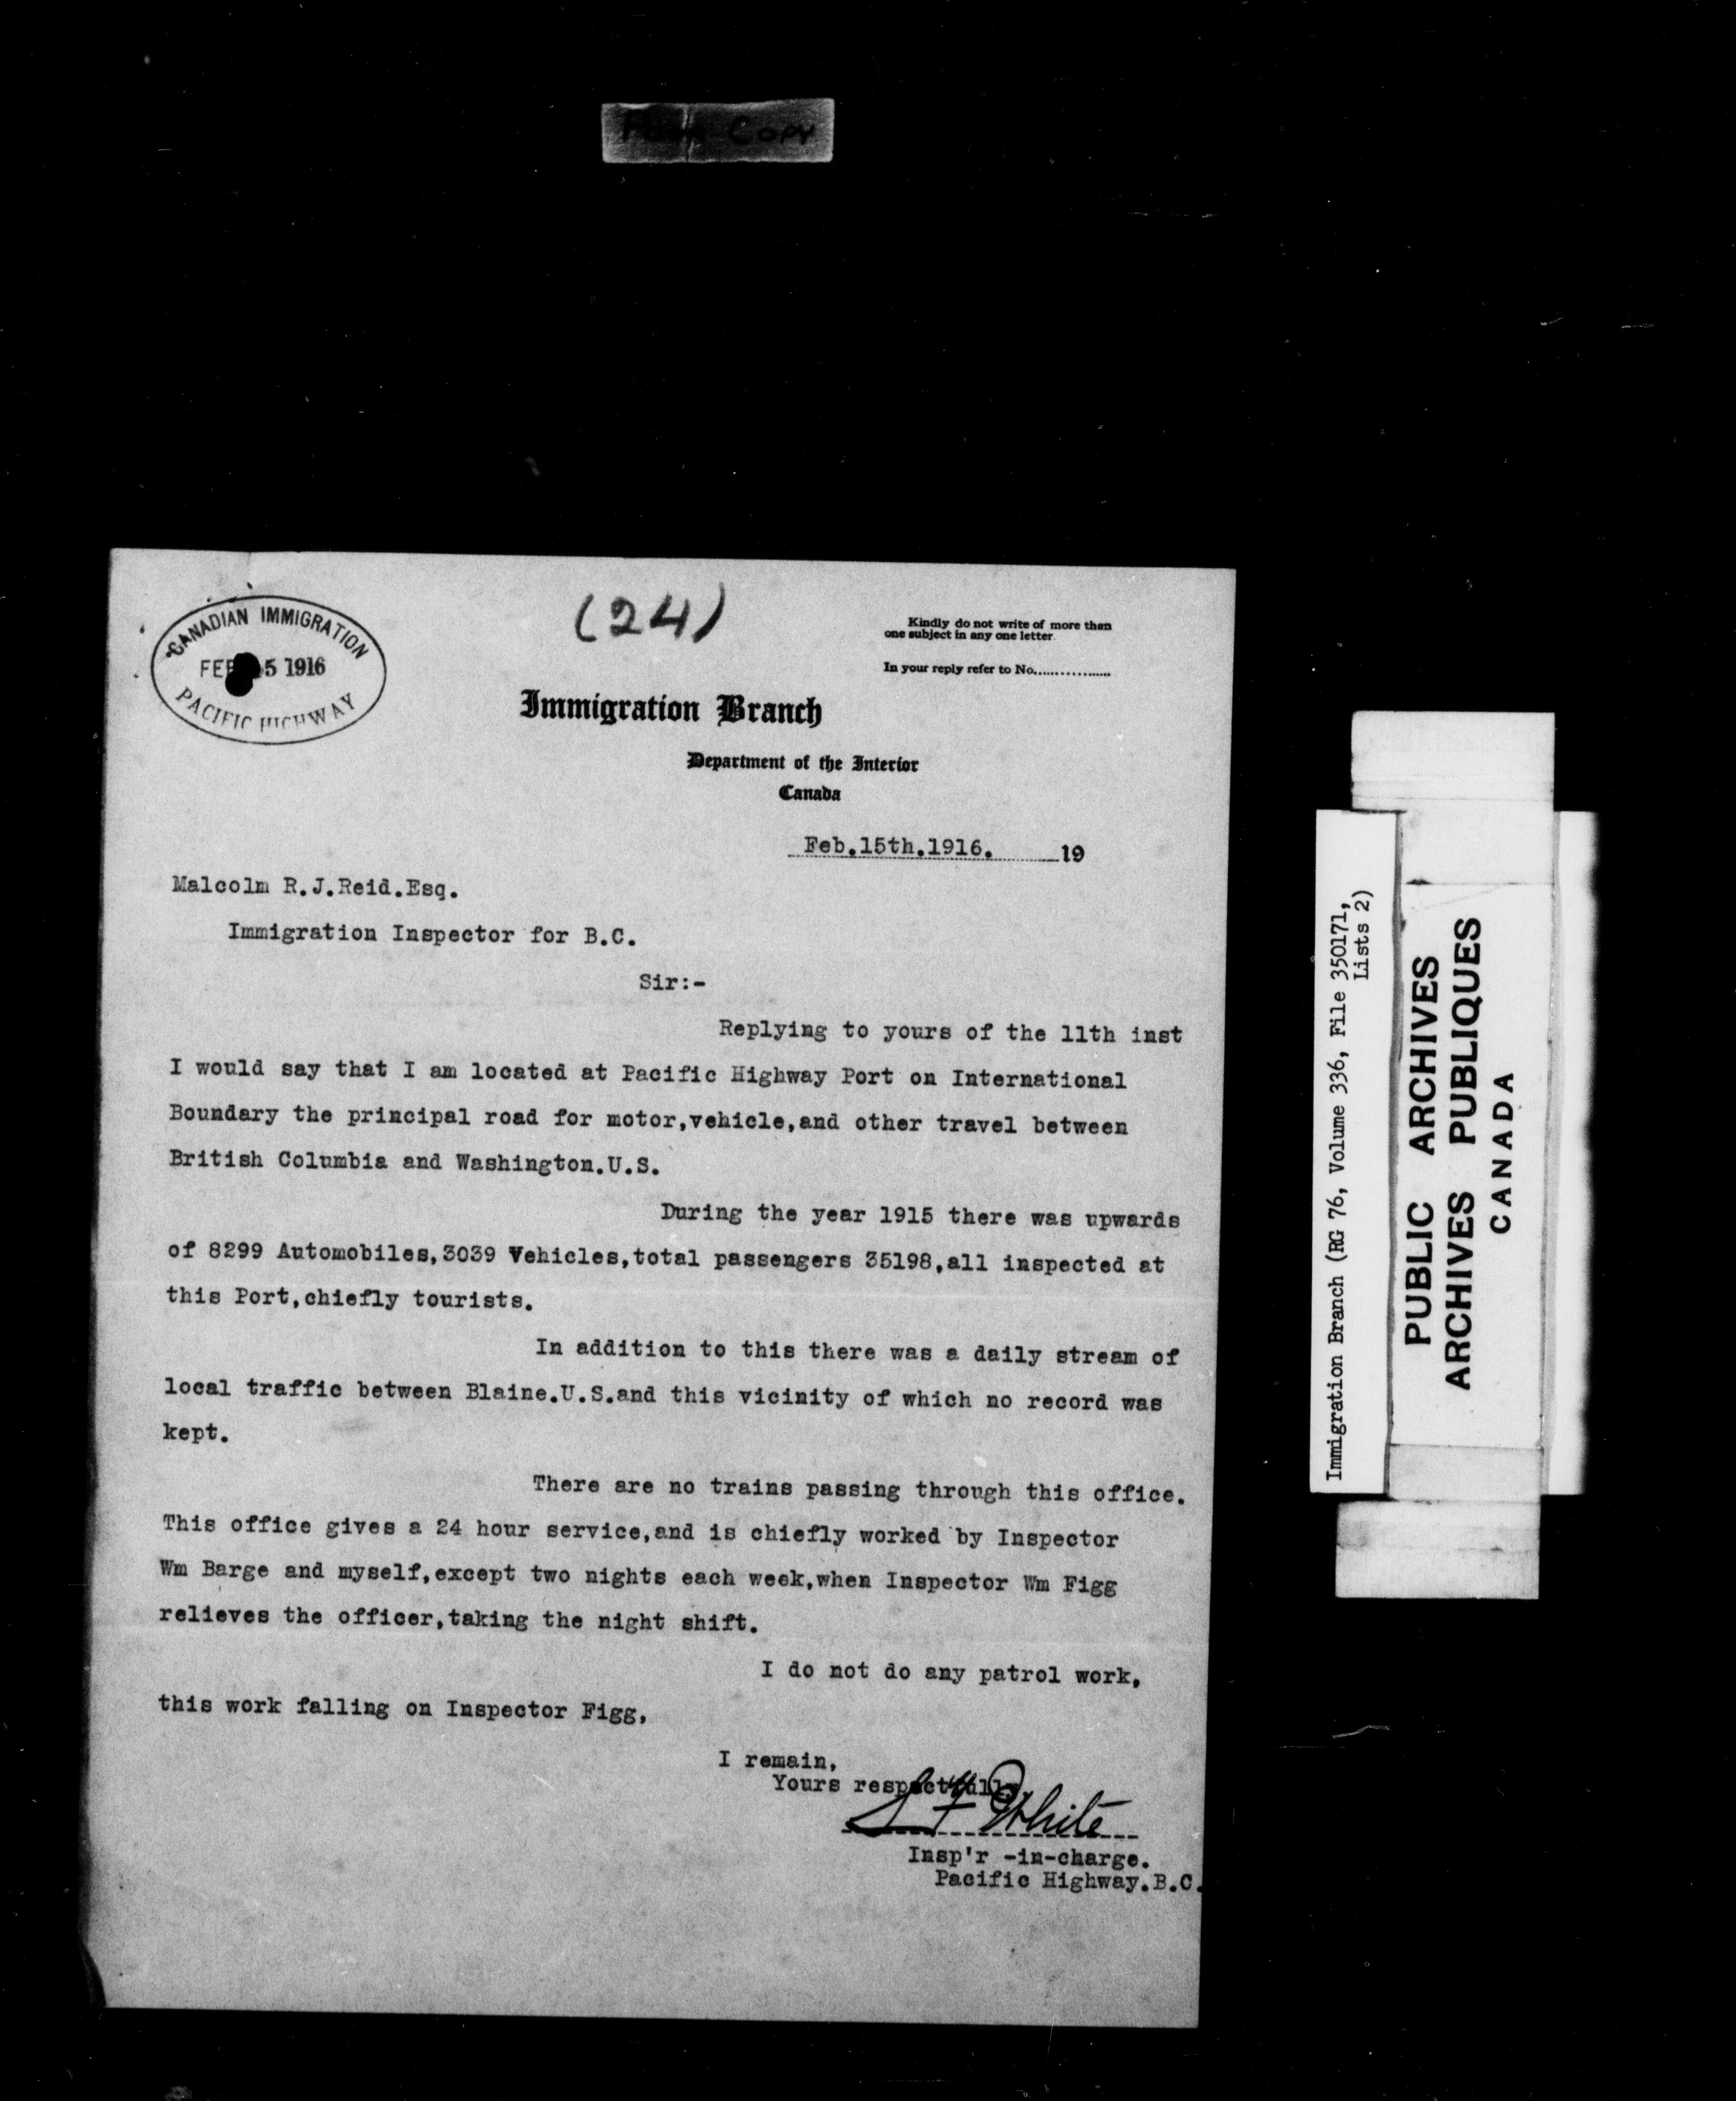 Copy
(24)
CANADIAN IMMIGRATION
FEB 15 1916
PACIFIC HIGHWAY
Kindly do not write of more than
one subject in any one letter.
In your reply refer to No..................
Immigration Branch
Department of the Interior
Canada
Feb.15th.1916. 19
Malcolm R.J.Reid.Esq.
Immigration Inspector for B.C.
Sir:-
Replying to yours of the 11th inst
I would say that I am located at Pacific Highway Port on International
Boundary the principal road for motor,vehicle,and other travel between
British Columbia and Washington.U.S.
During the year 1915 there was upwards
of 8299 Automobiles,3039 Vehicles,total passengers 35198,all inspected at
this Port,chiefly tourists.
In addition to this there was a daily stream of
local traffic between Blaine.U.S.and this vicinity of which no record was
kept.
There are no trains passing through this office.
This office gives a 24 hour service,and is chiefly worked by Inspector
Wm Barge and myself,except two nights each week,when Inspector Wm Figg
relieves the officer,taking the night shift.
I do not do any patrol work,
this work falling on Inspector Figg,
I remain,
Yours respectfully
White
Insp'r -in-charge.
Pacific Highway.B.C.
Immigration Branch (RG 76, Volume 336, File 350171,
Lists 2)
PUBLIC ARCHIVES
ARCHIVES PUBLIQUES
CANADA